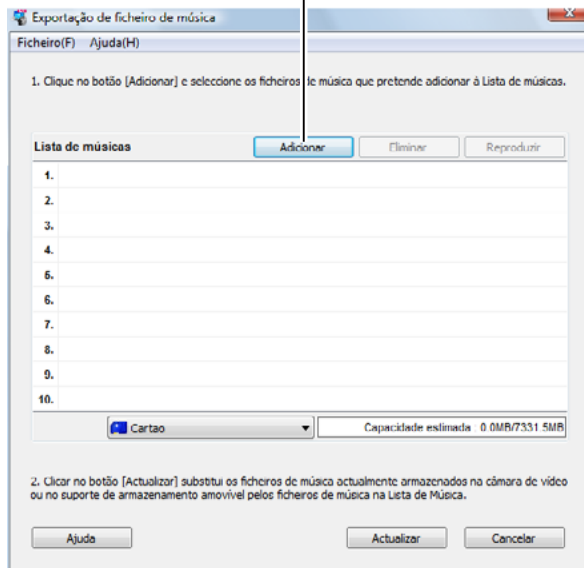 Exportação de ficheiro de música
Ficheiro(F) Ajuda(H)
1. Clique no botão [Adicionar] e seleccione os ficheiros de música que pretende adicionar à Lista de músicas.
Lista de músicas Adicionar Eliminar Reproduzir
1.
2.
3.
4.
5.
6.
7.
8.
9.
10.
Cartao Capacidade estimada : 0.0MB/7331.5MB
2. Clicar no botão [Actualizar] substitui os ficheiros de música actualmente armazenados na câmara de vídeo
ou no suporte de armazenamento amovível pelos ficheiros de música na Lista de Música.
Ajuda Actualizar Cancelar